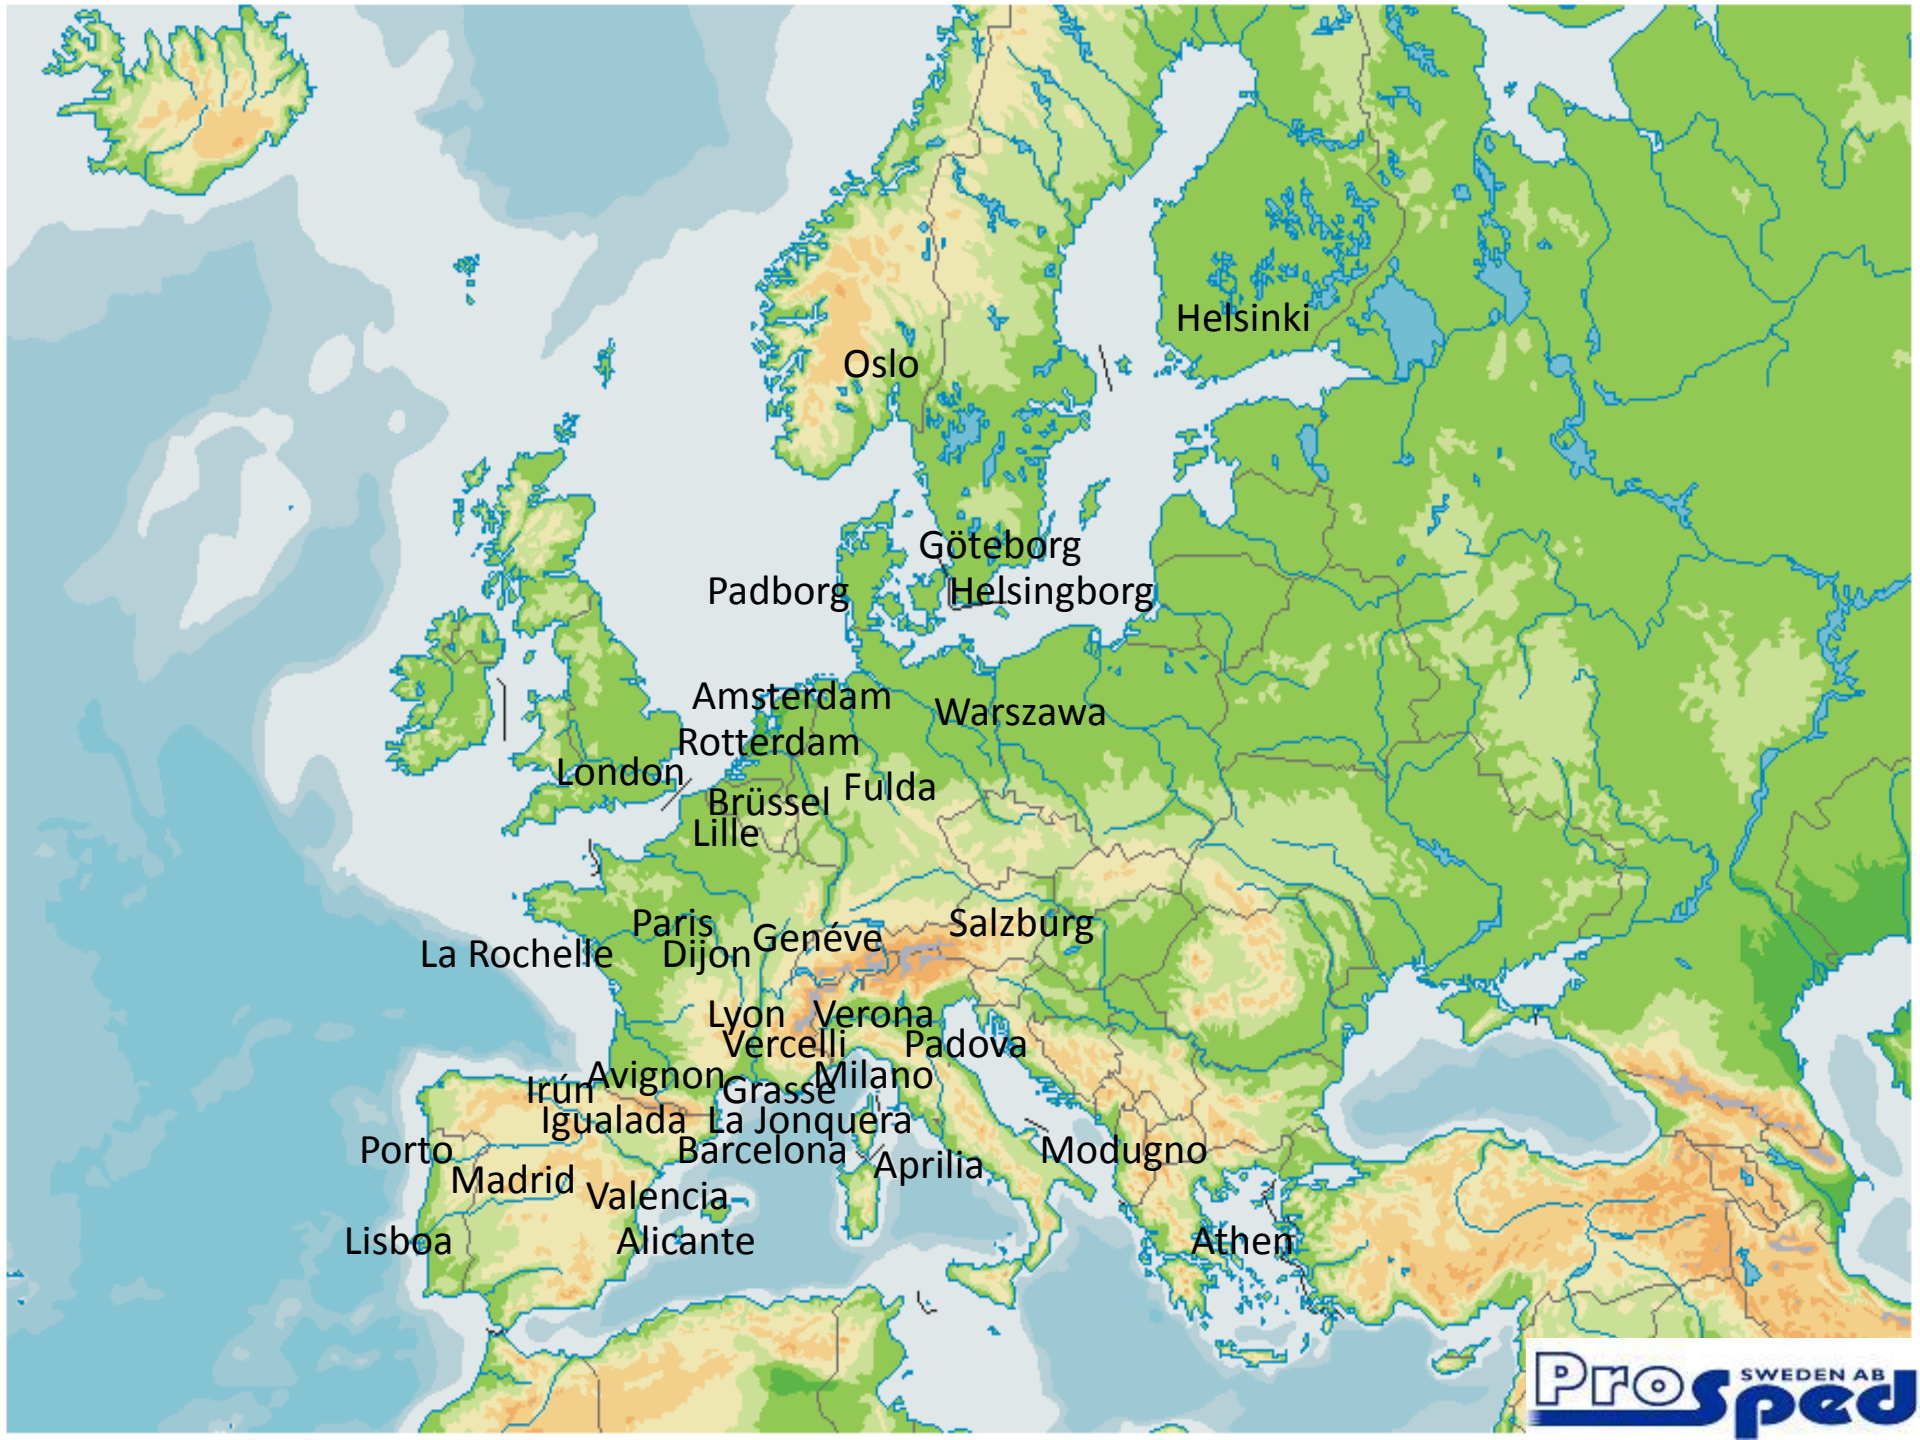 Helsinki
Oslo
Göteborg
Padborg
Helsingborg
Amsterdam
Warszawa
Rotterdam
London
Fulda
Brüssel
Lille
Paris
Salzburg
Genéve
La Rochelle
Dijon
Lyon
Verona
Vercelli
Padova
Avignon
Milano
Irún
Grasse
Igualada
La Jonquera
Porto
Barcelona
Modugno
Aprilia
Madrid
Valencia
Lisboa
Alicante
Athen
ProSped
SWEDEN AB